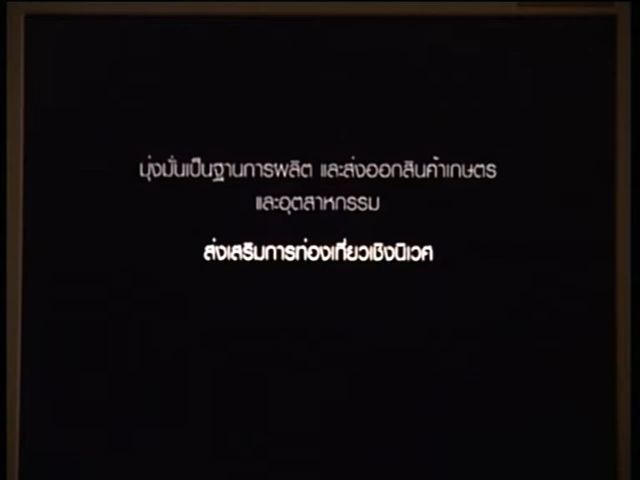 มุ่งมั่นเป็นฐานการผลิต และส่งออกสินค้าเกษตร
และอุตสาหกรรม
ส่งเสริมการท่องเที่ยวเชิงนิเวศ